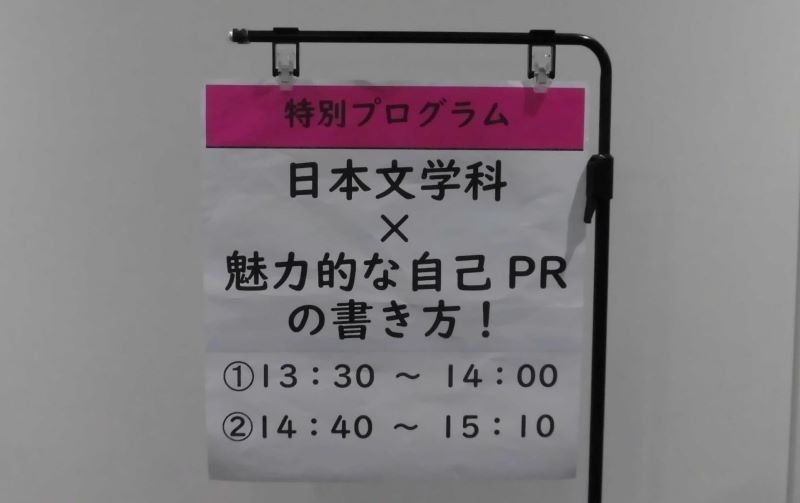 特別プログラム
日本文学科
×
魅力的な自己PR
の書き方！
①13：30 ～ 14：00
②14：40 ～ 15：10